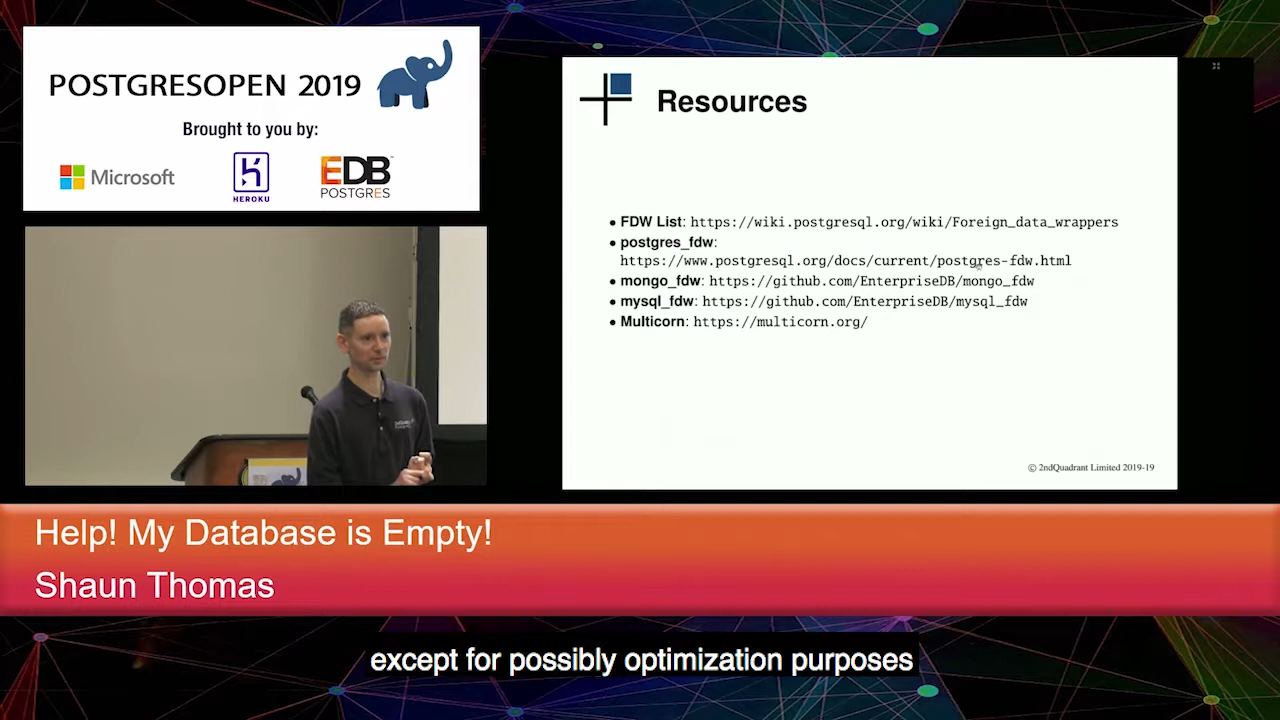 POSTGRESOPEN 2019
Brought to you by:
Microsoft
HEROKU
EDB
POSTGRES
Resources
• FDW List: https://wiki.postgresql.org/wiki/Foreign_data_wrappers
• postgres_fdw:
https://www.postgresql.org/docs/current/postgres-fdw.html
• mongo_fdw: https://github.com/EnterpriseDB/mongo_fdw
• mysql_fdw: https://github.com/EnterpriseDB/mysql_fdw
• Multicorn: https://multicorn.org/
© 2ndQuadrant Limited 2019-19
Help! My Database is Empty!
Shaun Thomas
except for possibly optimization purposes